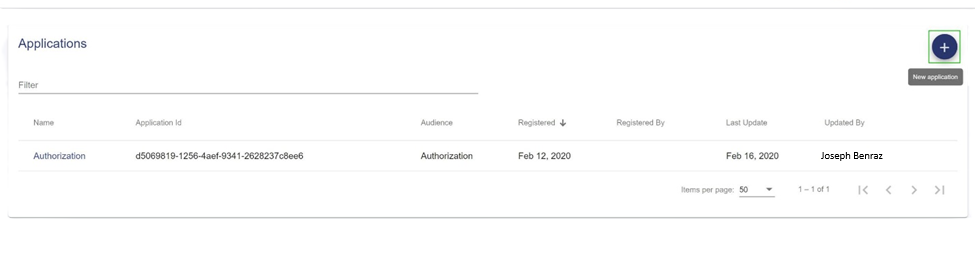 Applications
+
New application
Filter
Name Application Id Audience Registered ↓ Registered By Last Update Updated By
Authorization d5069819-1256-4aef-9341-2628237c8ee6 Authorization Feb 12, 2020 Feb 16, 2020 Joseph Benraz
Items per page: 50 1 – 1 of 1